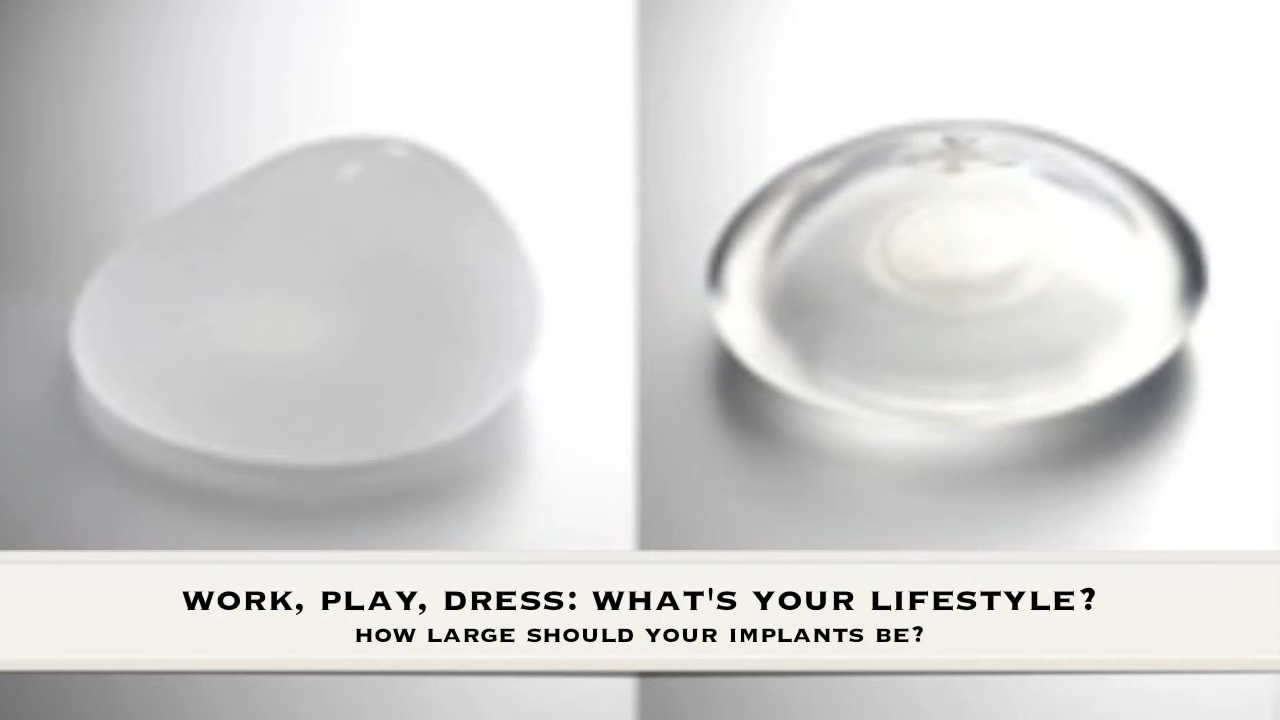 WORK, PLAY, DRESS: WHAT'S YOUR LIFESTYLE?
HOW LARGE SHOULD YOUR IMPLANTS BE?